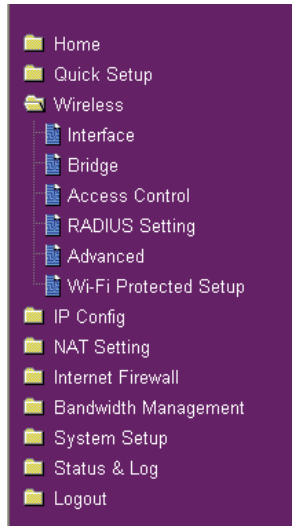 Home
Quick Setup
Wireless
Interface
Bridge
Access Control
RADIUS Setting
Advanced
Wi-Fi Protected Setup
IP Config
NAT Setting
Internet Firewall
Bandwidth Management
System Setup
Status & Log
Logout